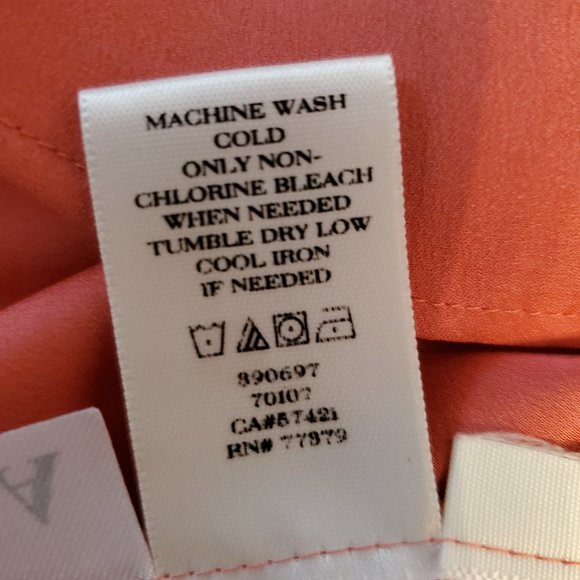 MACHINE WASH
COLD
ONLY NON-
CHLORINE BLEACH
WHEN NEEDED
TUMBLE DRY LOW
COOL IRON
IF NEEDED
890697
70107
CA#57421
RN# 77879
A